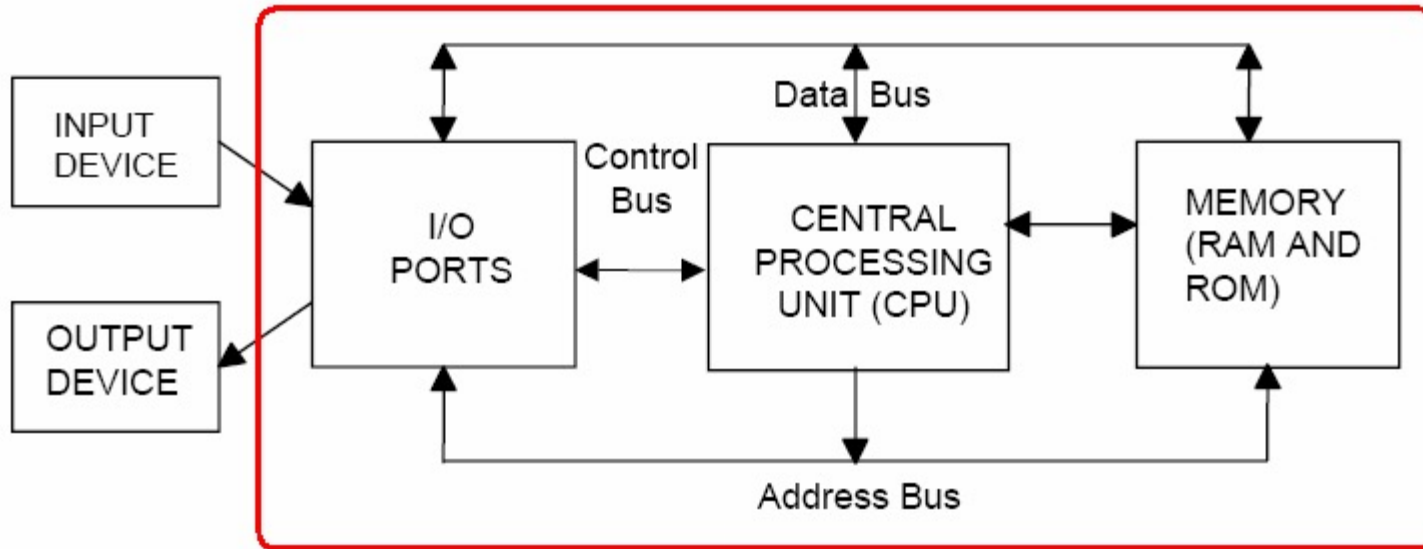 INPUT
DEVICE
OUTPUT
DEVICE
I/O
PORTS
Control
Bus
Data Bus
CENTRAL
PROCESSING
UNIT (CPU)
MEMORY
(RAM AND
ROM)
Address Bus